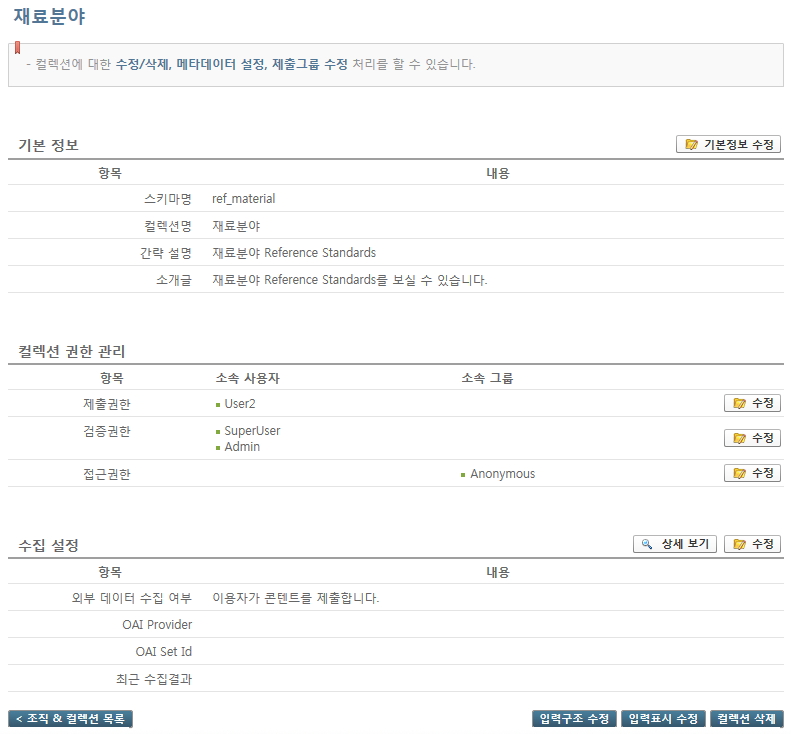 재료분야
- 컬렉션에 대한 수정/삭제, 메타데이터 설정, 제출그룹 수정 처리를 할 수 있습니다.
기본 정보
기본정보 수정
항목 내용
스키마명 ref_material
컬렉션명 재료분야
간략 설명 재료분야 Reference Standards
소개글 재료분야 Reference Standards를 보실 수 있습니다.
컬렉션 권한 관리
항목 소속 사용자 소속 그룹
제출권한 User2 수정
검증권한 SuperUser
Admin
수정
접근권한 Anonymous 수정
수집 설정
상세 보기 수정
항목 내용
외부 데이터 수집 여부 이용자가 콘텐트를 제출합니다.
OAI Provider
OAI Set Id
최근 수집결과
< 조직 & 컬렉션 목록 입력구조 수정 입력표시 수정 컬렉션 삭제